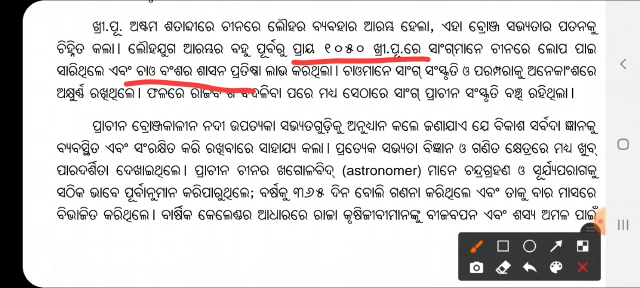 ଖ୍ରୀ.ପୂ. ଅଷ୍ଟମ ଶତାବ୍ଦୀରେ ଚୀନରେ ଲୌହର ବ୍ୟବହାର ଆରମ୍ଭ ହେଲା, ଏହା ବ୍ରୋଞ୍ଜ ସଭ୍ୟତାର ପତନକୁ
ଚିହ୍ନିତ କଲା। ଲୌହଯୁଗ ଆରମ୍ଭର ବହୁ ପୂର୍ବରୁ ପ୍ରାୟ ୧୦୫୦ ଖ୍ରୀ.ପୂ.ରେ ସାଂଗ୍‌ମାନେ ଚୀନରେ ଲୋପ ପାଇ
ସାରିଥିଲେ ଏବଂ ଚାଓ ବଂଶର ଶାସନ ପ୍ରତିଷ୍ଠା ଲାଭ କରିଥିଲା। ଚାଓମାନେ ସାଂଗ୍ ସଂସ୍କୃତି ଓ ପରମ୍ପରାକୁ ଅନେକାଂଶରେ
ଅକ୍ଷୁର୍ଣ୍ଣ ରଖିଥିଲେ। ଫଳରେ ରାଜବଂଶ ବଦଳିବା ପରେ ମଧ୍ୟ ସେଠାରେ ସାଂଗ୍ ପ୍ରାଚୀନ ସଂସ୍କୃତି ବଞ୍ଚି ରହିଥିଲା।
ପ୍ରାଚୀନ ବ୍ରୋଞ୍ଜକାଳୀନ ନଦୀ ଉପତ୍ୟକା ସଭ୍ୟତାଗୁଡ଼ିକୁ ଅନୁଧ୍ୟାନ କଲେ ଜଣାଯାଏ ଯେ ବିକାଶ ସର୍ବଦା ଜ୍ଞାନକୁ
ବ୍ୟବସ୍ଥିତ ଏବଂ ସଂରକ୍ଷିତ କରି ରଖିବାରେ ସାହାଯ୍ୟ କଲା। ପ୍ରତ୍ୟେକ ସଭ୍ୟତା ବିଜ୍ଞାନ ଓ ଗଣିତ କ୍ଷେତ୍ରରେ ମଧ୍ୟ ଖୁବ୍
ପାରଦର୍ଶିତା ଦେଖାଇଥିଲେ। ପ୍ରାଚୀନ ଚୀନର ଖଗୋଳବିଦ୍ (astronomer) ମାନେ ଚନ୍ଦ୍ରଗ୍ରହଣ ଓ ସୂର୍ଯ୍ୟପରାଗକୁ
ସଠିକ ଭାବେ ପୂର୍ବାନୁମାନ କରିପାରୁଥିଲେ; ବର୍ଷକୁ ୩୬୫ ଦିନ ବୋଲି ଗଣନା କରିଥିଲେ ଏବଂ ତାକୁ ବାର ମାସରେ
ବିଭାଜିତ କରିଥିଲେ। ବାର୍ଷିକ କେଲେଣ୍ଡର ଆଧାରରେ ରାଜା କୃଷିଜୀବୀମାନଙ୍କୁ ବୀଜବପନ ଏବଂ ଶସ୍ୟ ଅମଳ ପାଇଁ